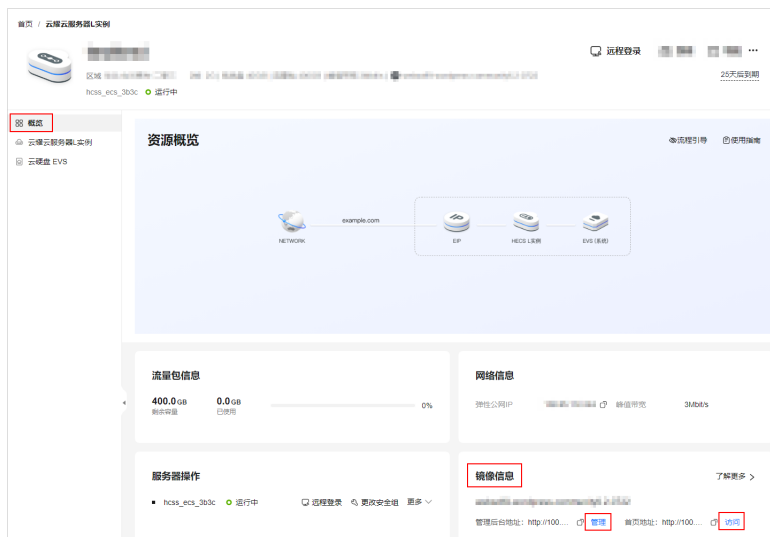 首页 / 云耀云服务器L实例
远程登录 ...
区域
25天后到期
hcss_ecs_3b3c 运行中
概览
云耀云服务器L实例
云硬盘 EVS
资源概览
流程引导 使用指南
example.com
NETWORK EIP HECS L实例 EVS (系统)
流量包信息
400.0 GB 0.0 GB 0%
剩余容量 已使用
网络信息
弹性公网IP 峰值带宽 3Mbit/s
服务器操作
hcss_ecs_3b3c 运行中 远程登录 更改安全组 更多
镜像信息 了解更多 >
管理后台地址: http://100.... 管理 首页地址: http://100.... 访问